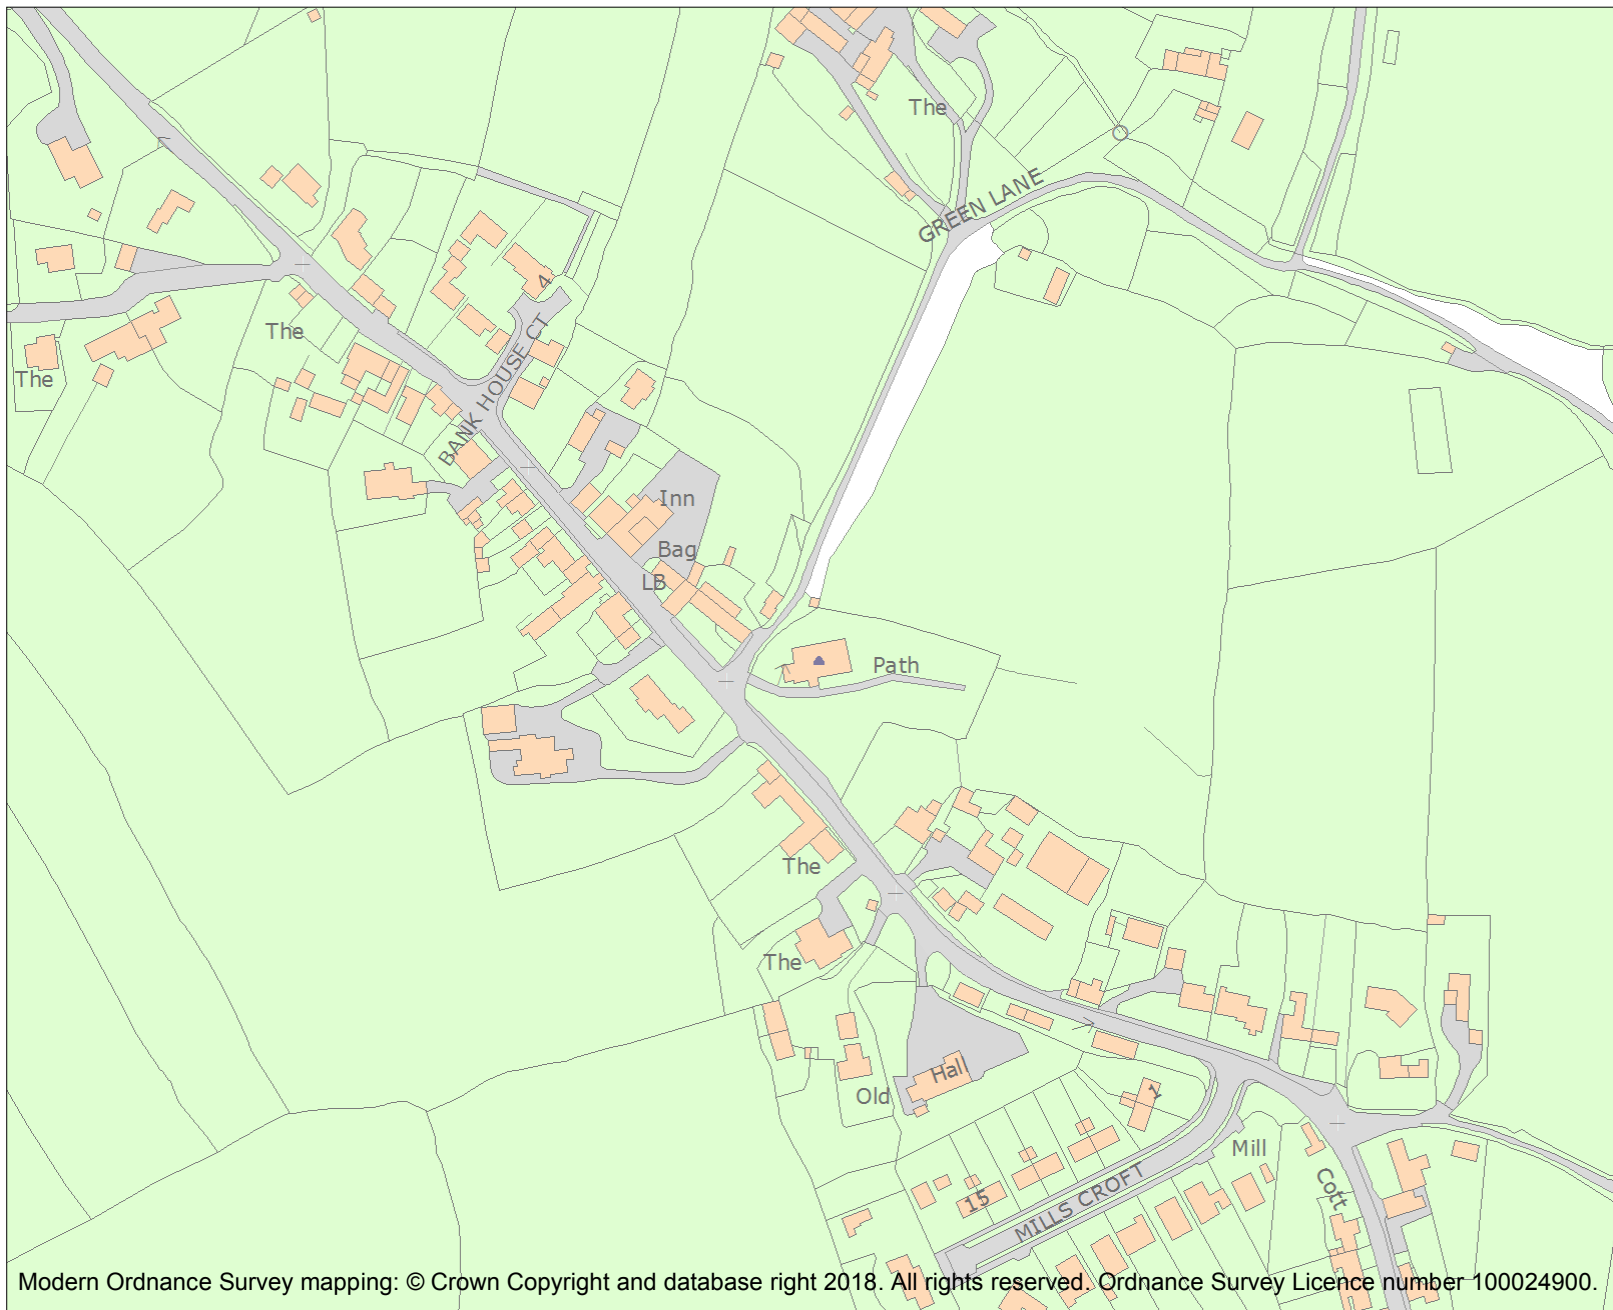 The
GREEN LANE
4
The
The
BANK HOUSE CT
Inn
Bag
LB
Path
The
The
Hall
Old
1
Mill
Cott
15
MILLS CROFT
Modern Ordnance Survey mapping: © Crown Copyright and database right 2018. All rights reserved. Ordnance Survey Licence number 100024900.